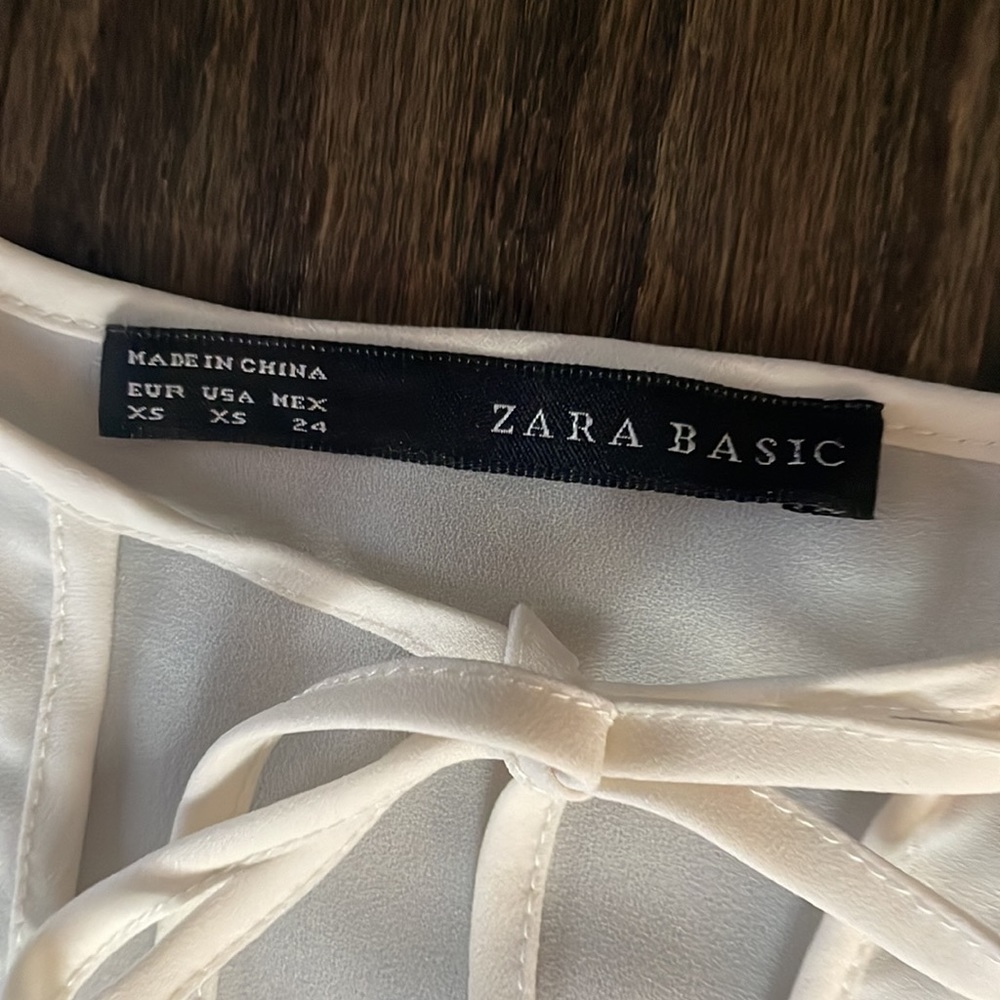 MADE IN CHINA
EUR USA MEX
XS XS 24
ZARA BASIC